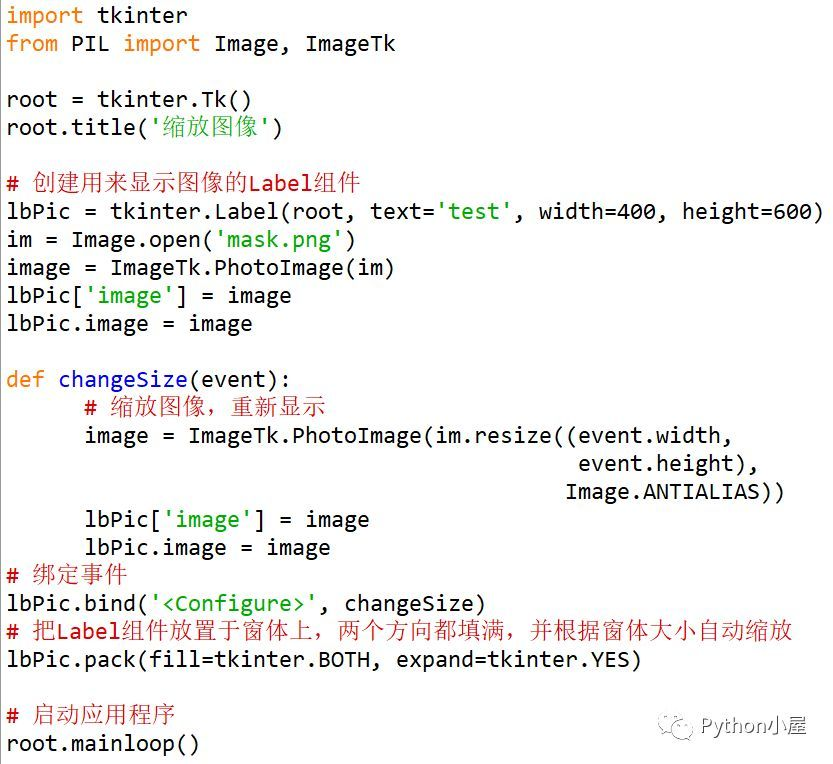 import tkinter
from PIL import Image, ImageTk

root = tkinter.Tk()
root.title('缩放图像')

# 创建用来显示图像的Label组件
lbPic = tkinter.Label(root, text='test', width=400, height=600)
im = Image.open('mask.png')
image = ImageTk.PhotoImage(im)
lbPic['image'] = image
lbPic.image = image

def changeSize(event):
      # 缩放图像，重新显示
      image = ImageTk.PhotoImage(im.resize((event.width,
                                            event.height),
                                           Image.ANTIALIAS))
      lbPic['image'] = image
      lbPic.image = image
# 绑定事件
lbPic.bind('<Configure>', changeSize)
# 把Label组件放置于窗体上，两个方向都填满，并根据窗体大小自动缩放
lbPic.pack(fill=tkinter.BOTH, expand=tkinter.YES)

# 启动应用程序
root.mainloop()
Python小屋